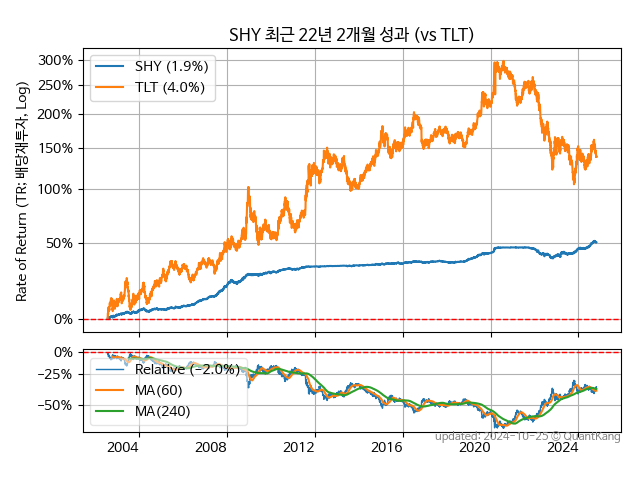 SHY 최근 22년 2개월 성과 (vs TLT)
Rate of Return (TR; 배당재투자, Log)
300%
250%
200%
150%
100%
50%
0%
SHY (1.9%)
TLT (4.0%)
0%
-25%
-50%
Relative (-2.0%)
MA(60)
MA(240)
2004
2008
2012
2016
2020
2024
updated: 2024-10-25 © QuantKang